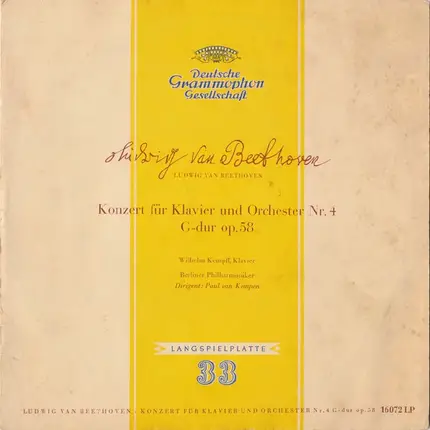 Deutsche
Grammophon
Gesellschaft
Ludwig van Beethoven
LUDWIG VAN BEETHOVEN
Konzert für Klavier und Orchester Nr. 4
G-dur op. 58
Wilhelm Kempff, Klavier
Berliner Philharmoniker
Dirigent: Paul van Kempen
LANGSPIELPLATTE
33
LUDWIG VAN BEETHOVEN · KONZERT FÜR KLAVIER UND ORCHESTER Nr. 4 G-dur op. 58 16072 LP